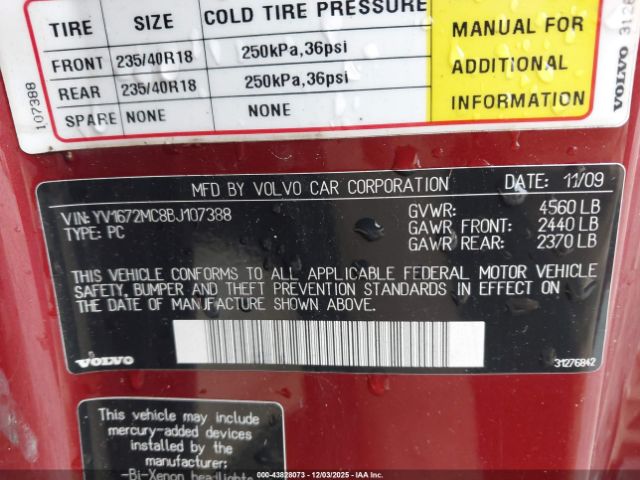 TIRE SIZE COLD TIRE PRESSURE
FRONT 235/40R18 250kPa,36psi
REAR 235/40R18 250kPa,36psi
SPARE NONE NONE
MANUAL FOR
ADDITIONAL
INFORMATION
VOLVO 3126
107388
MFD BY VOLVO CAR CORPORATION DATE: 11/09
VIN: YV1672MC8BJ107388
TYPE: PC
GVWR: 4560 LB
GAWR FRONT: 2440 LB
GAWR REAR: 2370 LB
THIS VEHICLE CONFORMS TO ALL APPLICABLE FEDERAL MOTOR VEHICLE
SAFETY, BUMPER AND THEFT PREVENTION STANDARDS IN EFFECT ON
THE DATE OF MANUFACTURE SHOWN ABOVE.
VOLVO 31276842
This vehicle may include
mercury-added devices
installed by the
manufacturer:
-Bi-Xenon headlights
000-43828073 - 12/03/2025 - IAAI.COM